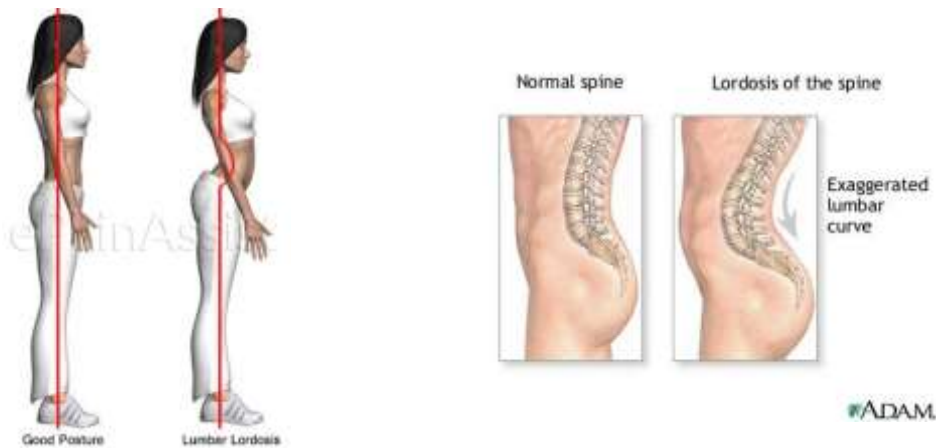 Good Posture
Lumbar Lordosis
Normal spine
Lordosis of the spine
Exaggerated
lumbar
curve
ADAM.